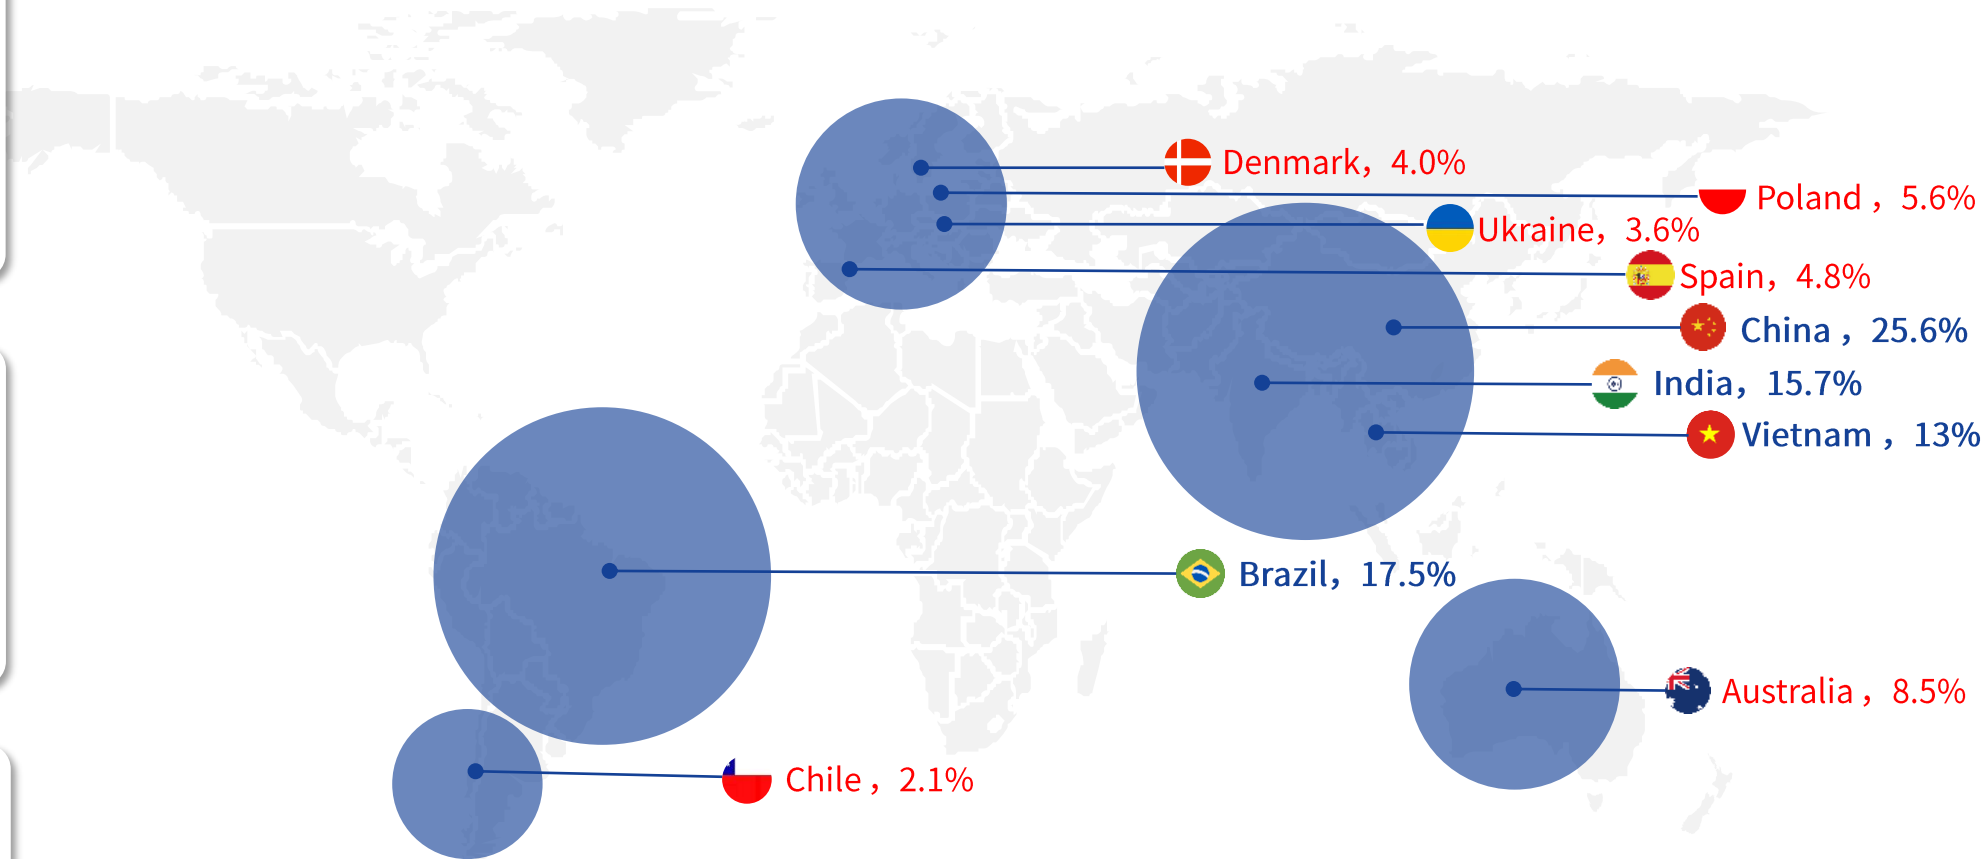 Denmark，4.0%
Poland， 5.6%
Ukraine，3.6%
Spain，4.8%
China， 25.6%
India，15.7%
Vietnam， 13%
Brazil，17.5%
Australia， 8.5%
Chile， 2.1%